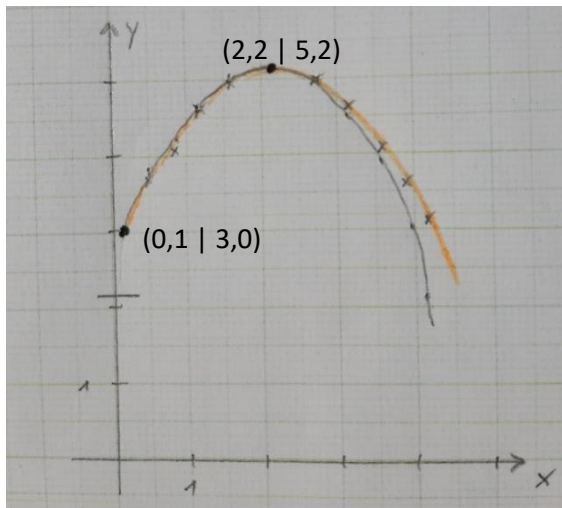 y
(2,2 | 5,2)
(0,1 | 3,0)
1
1
x